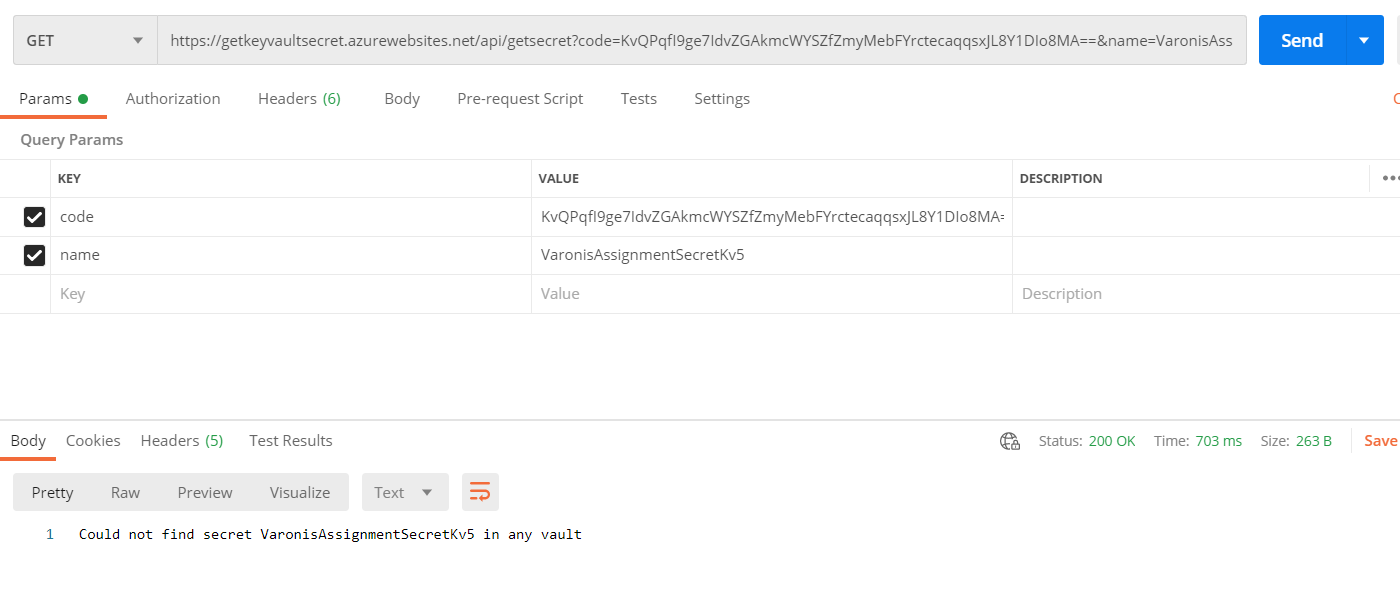 GET https://getkeyvaultsecret.azurewebsites.net/api/getsecret?code=KvQPqfI9ge7IdvZGAkmcWYSZfZmyMebFYrctecaqqsxJL8Y1DIo8MA==&name=VaronisAss Send
Params Authorization Headers (6) Body Pre-request Script Tests Settings
Query Params
KEY VALUE DESCRIPTION
code KvQPqfI9ge7IdvZGAkmcWYSZfZmyMebFYrctecaqqsxJL8Y1DIo8MA=
name VaronisAssignmentSecretKv5
Key Value Description
Body Cookies Headers (5) Test Results Status: 200 OK Time: 703 ms Size: 263 B Save
Pretty Raw Preview Visualize Text
1 Could not find secret VaronisAssignmentSecretKv5 in any vault